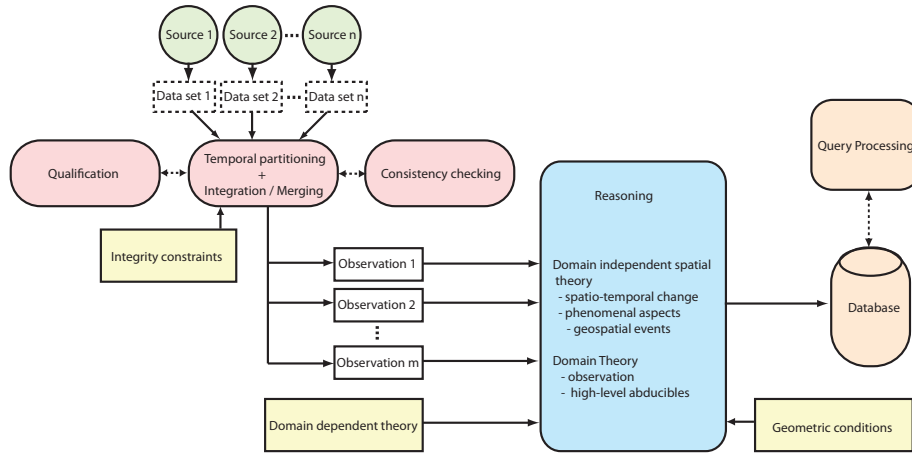 Source 1
Source 2
Source n
Data set 1
Data set 2
Data set n
Qualification
Temporal partitioning
+
Integration / Merging
Consistency checking
Query Processing
Integrity constraints
Observation 1
Observation 2
Observation m
Reasoning
Domain independent spatial
theory
- spatio-temporal change
- phenomenal aspects
- geospatial events
Domain Theory
- observation
- high-level abducibles
Database
Domain dependent theory
Geometric conditions